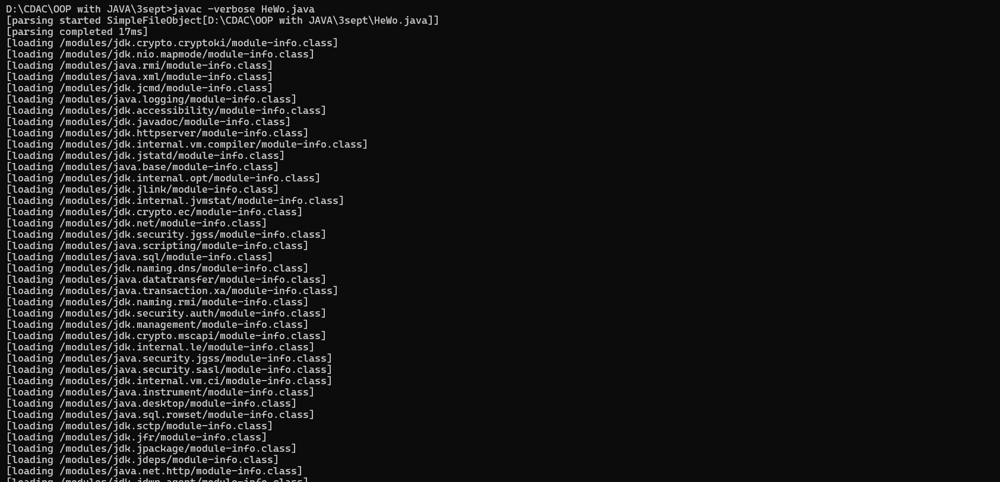 D:\CDAC\OOP with JAVA\3sept>javac -verbose HeWo.java
[parsing started SimpleFileObject[D:\CDAC\OOP with JAVA\3sept\HeWo.java]]
[parsing completed 17ms]
[loading /modules/jdk.crypto.cryptoki/module-info.class]
[loading /modules/jdk.nio.mapmode/module-info.class]
[loading /modules/java.rmi/module-info.class]
[loading /modules/java.xml/module-info.class]
[loading /modules/jdk.jcmd/module-info.class]
[loading /modules/java.logging/module-info.class]
[loading /modules/jdk.accessibility/module-info.class]
[loading /modules/jdk.javadoc/module-info.class]
[loading /modules/jdk.httpserver/module-info.class]
[loading /modules/jdk.internal.vm.compiler/module-info.class]
[loading /modules/jdk.jstatd/module-info.class]
[loading /modules/java.base/module-info.class]
[loading /modules/jdk.internal.opt/module-info.class]
[loading /modules/jdk.jlink/module-info.class]
[loading /modules/jdk.internal.jvmstat/module-info.class]
[loading /modules/jdk.crypto.ec/module-info.class]
[loading /modules/jdk.net/module-info.class]
[loading /modules/jdk.security.jgss/module-info.class]
[loading /modules/java.scripting/module-info.class]
[loading /modules/java.sql/module-info.class]
[loading /modules/jdk.naming.dns/module-info.class]
[loading /modules/java.datatransfer/module-info.class]
[loading /modules/java.transaction.xa/module-info.class]
[loading /modules/jdk.naming.rmi/module-info.class]
[loading /modules/jdk.security.auth/module-info.class]
[loading /modules/jdk.management/module-info.class]
[loading /modules/jdk.crypto.mscapi/module-info.class]
[loading /modules/jdk.internal.le/module-info.class]
[loading /modules/java.security.jgss/module-info.class]
[loading /modules/java.security.sasl/module-info.class]
[loading /modules/jdk.internal.vm.ci/module-info.class]
[loading /modules/java.instrument/module-info.class]
[loading /modules/java.desktop/module-info.class]
[loading /modules/java.sql.rowset/module-info.class]
[loading /modules/jdk.sctp/module-info.class]
[loading /modules/jdk.jfr/module-info.class]
[loading /modules/jdk.jpackage/module-info.class]
[loading /modules/jdk.jdeps/module-info.class]
[loading /modules/java.net.http/module-info.class]
[loading /modules/jdk.jdwp.agent/module-info.class]